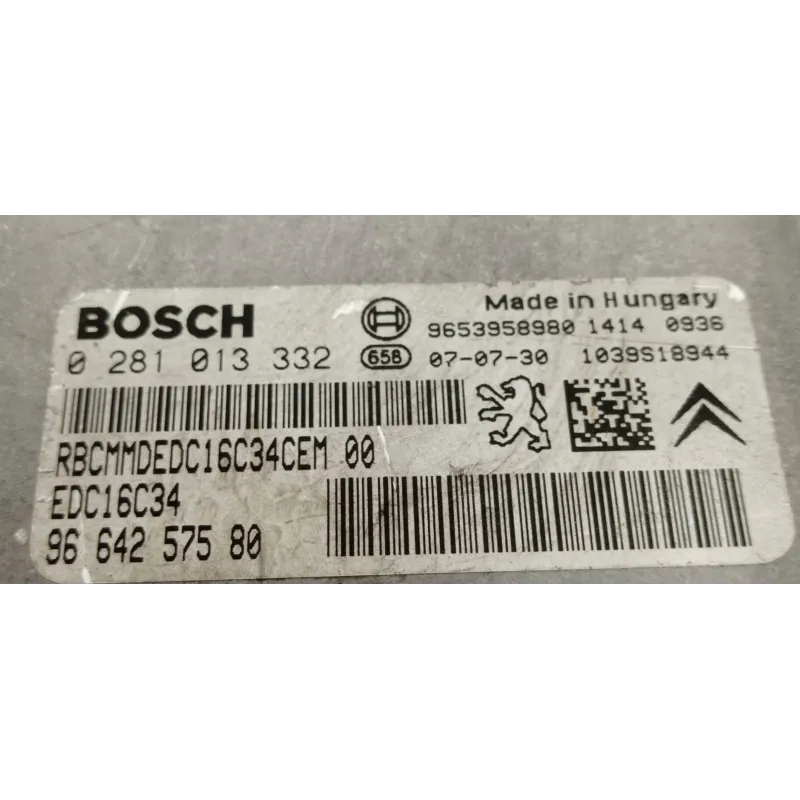 BOSCH
Made in Hungary
9653958980 1414 0936
0 281 013 332
658
07-07-30
1039S18944
RBCMMDEDC16C34CEM 00
EDC16C34
96 642 575 80